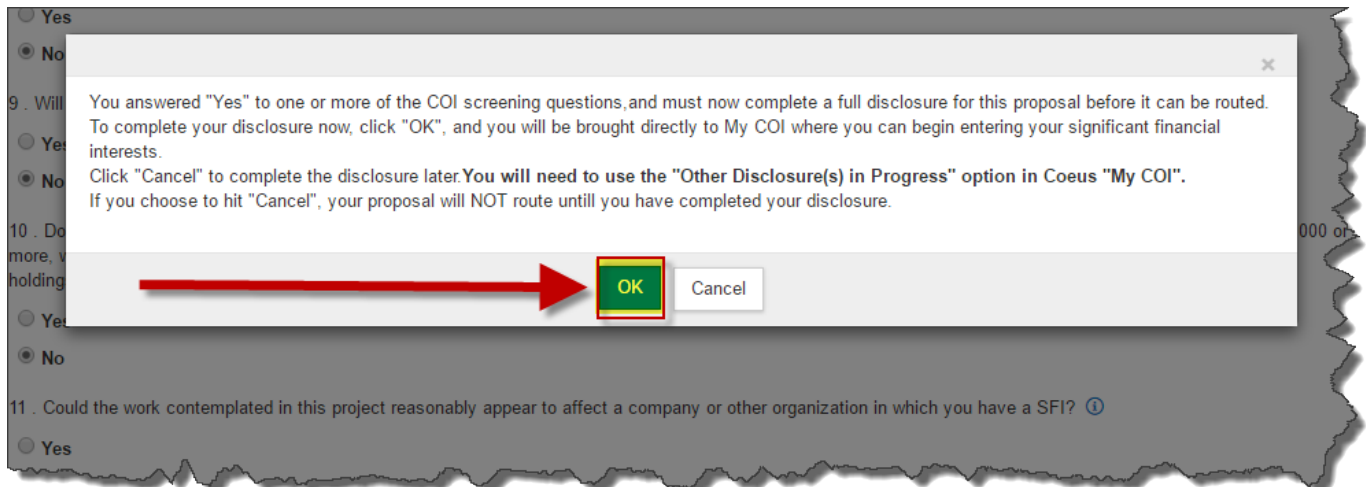 Yes
No
You answered "Yes" to one or more of the COI screening questions,and must now complete a full disclosure for this proposal before it can be routed.
9 . Will
To complete your disclosure now, click "OK", and you will be brought directly to My COI where you can begin entering your significant financial
Yes
interests.
No
Click "Cancel" to complete the disclosure later.You will need to use the "Other Disclosure(s) in Progress" option in Coeus "My COI".
If you choose to hit "Cancel", your proposal will NOT route untill you have completed your disclosure.
10 . Do
000 or
more,
holding
OK Cancel
Yes
No
11 . Could the work contemplated in this project reasonably appear to affect a company or other organization in which you have a SFI?
Yes